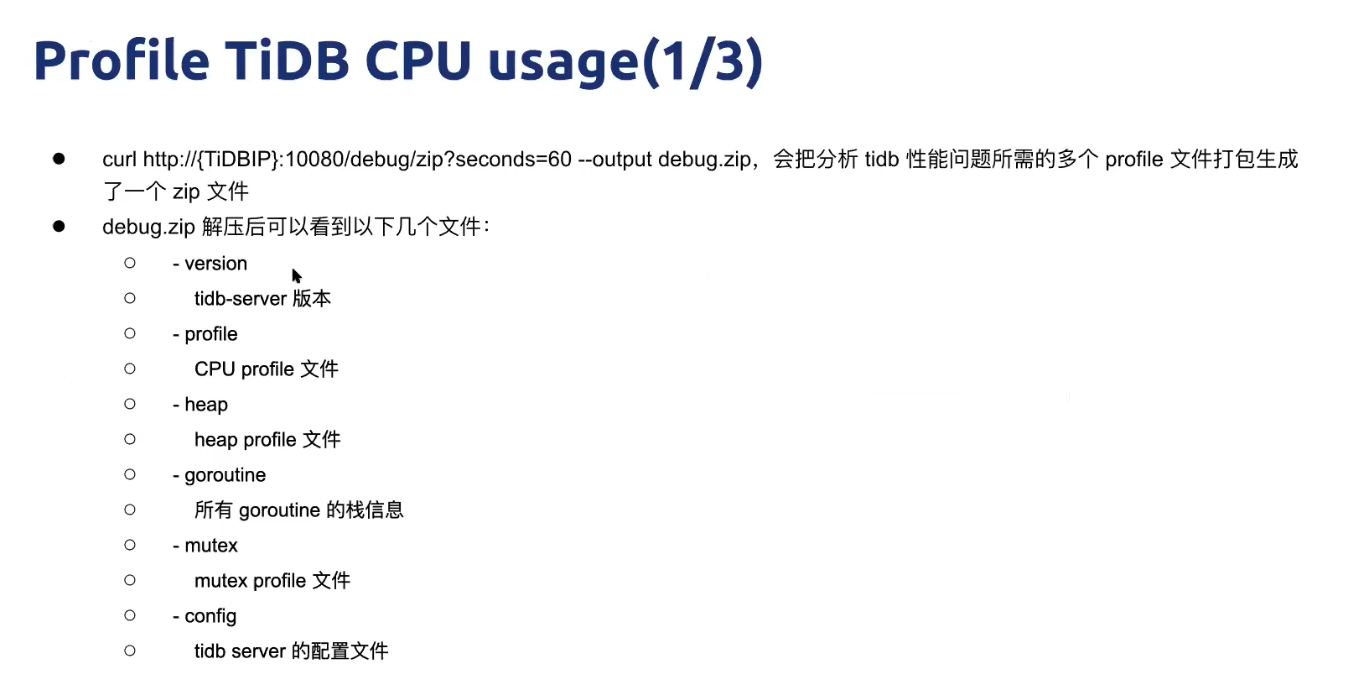 Profile TiDB CPU usage(1/3)
● curl http://{TiDBIP}:10080/debug/zip?seconds=60 --output debug.zip，会把分析 tidb 性能问题所需的多个 profile 文件打包生成
了一个 zip 文件
● debug.zip 解压后可以看到以下几个文件：
○ - version
○ tidb-server 版本
○ - profile
○ CPU profile 文件
○ - heap
○ heap profile 文件
○ - goroutine
○ 所有 goroutine 的栈信息
○ - mutex
○ mutex profile 文件
○ - config
○ tidb server 的配置文件